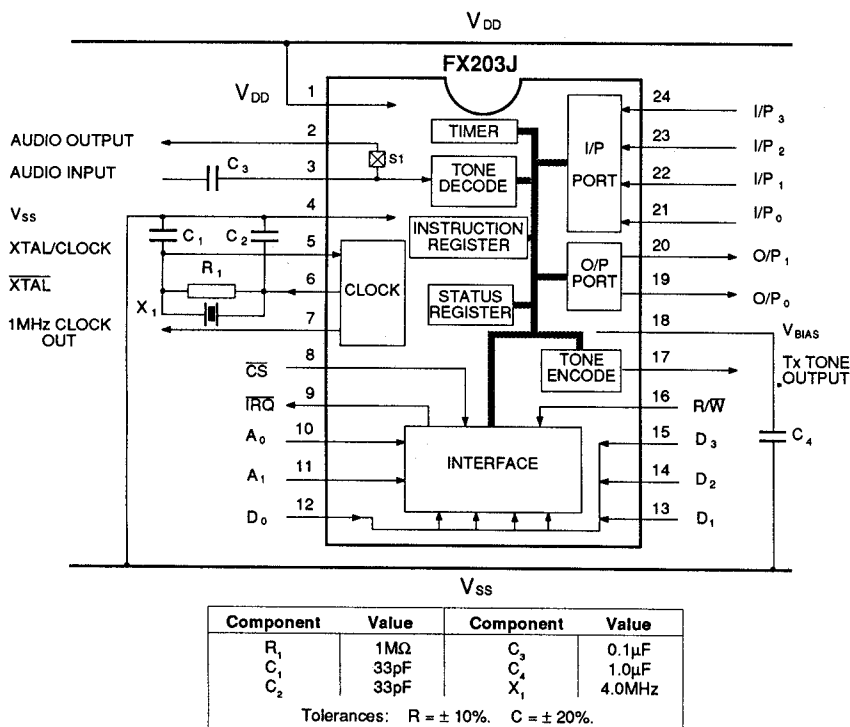 VDD
FX203J
VDD 1
AUDIO OUTPUT 2
AUDIO INPUT C3 3
VSS 4
C1 C2
XTAL/CLOCK 5
R1
XTAL 6
X1
1MHz CLOCK OUT 7
CS 8
IRQ 9
A0 10
A1 11
D0 12
S1
TIMER
TONE DECODE
INSTRUCTION REGISTER
CLOCK
STATUS REGISTER
TONE ENCODE
INTERFACE
I/P PORT
O/P PORT
24 I/P3
23 I/P2
22 I/P1
21 I/P0
20 O/P1
19 O/P0
18 VBIAS
17 Tx TONE OUTPUT
16 R/W
15 D3
14 D2
13 D1
C4
VSS
Component Value Component Value
R1 1MΩ C3 0.1μF
C1 33pF C4 1.0μF
C2 33pF X1 4.0MHz
Tolerances: R = ± 10%. C = ± 20%.